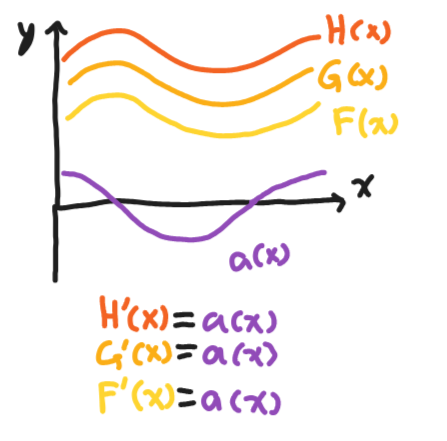 y
H(x)
G(x)
F(x)
x
a(x)
H'(x)=a(x)
G'(x)=a(x)
F'(x)=a(x)